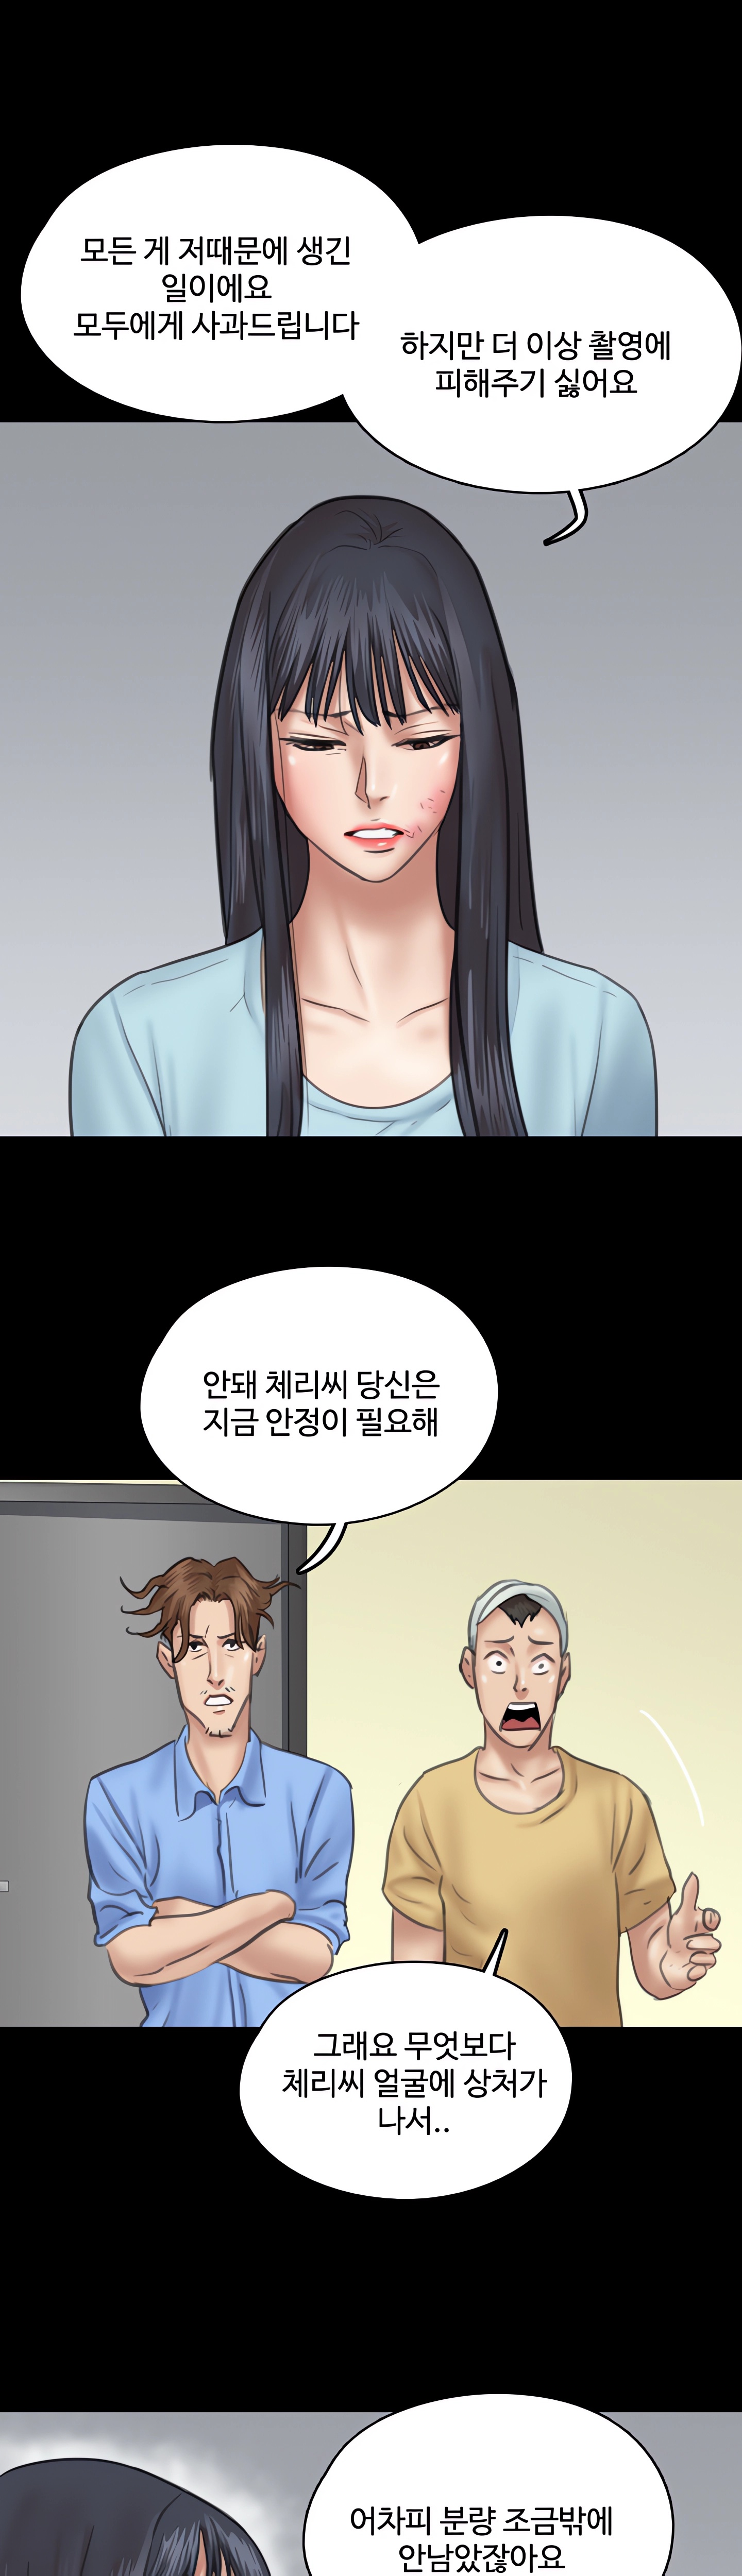 모든 게 저때문에 생긴
일이에요
모두에게 사과드립니다
하지만 더 이상 촬영에
피해주기 싫어요
안돼 체리씨 당신은
지금 안정이 필요해
그래요 무엇보다
체리씨 얼굴에 상처가
나서..
어차피 분량 조금밖에
안남았잖아요